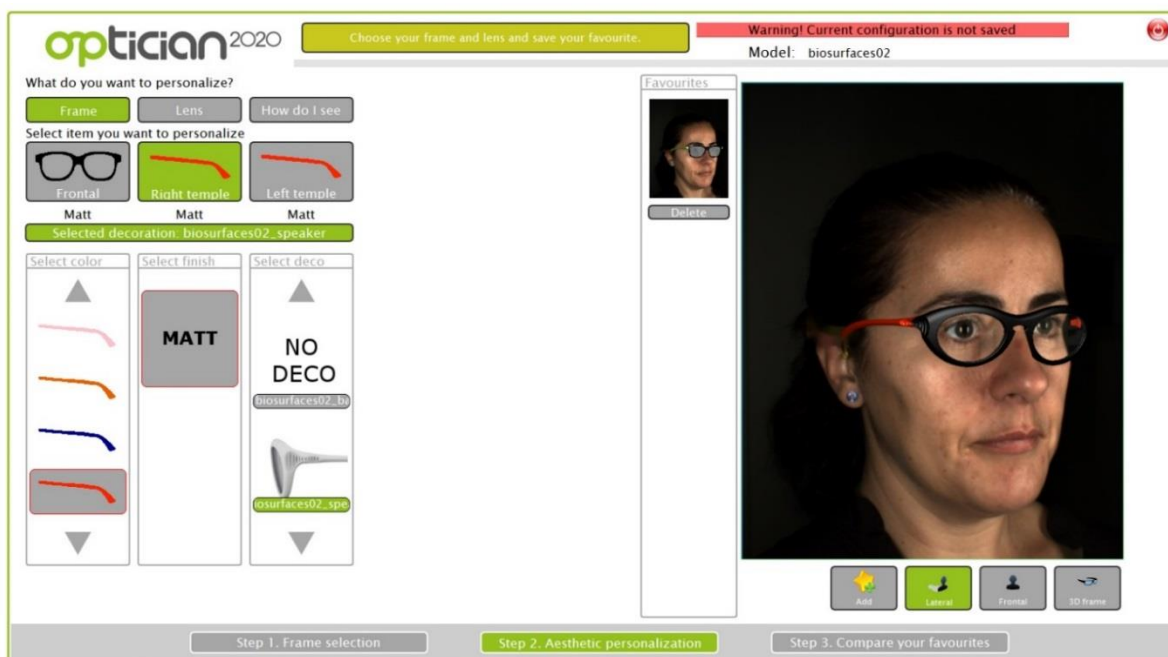 optician2020
Choose your frame and lens and save your favourite.
Warning! Current configuration is not saved
Model: biosurfaces02
What do you want to personalize?
Frame
Lens
How do I see
Select item you want to personalize
Frontal
Right temple
Left temple
Matt
Matt
Matt
Selected decoration: biosurfaces02_speaker
Select color
Select finish
Select deco
MATT
NO
DECO
biosurfaces02_ba
iosurfaces02_spe
Favourites
Delete
Add
Lateral
Frontal
3D frame
Step 1. Frame selection
Step 2. Aesthetic personalization
Step 3. Compare your favourites